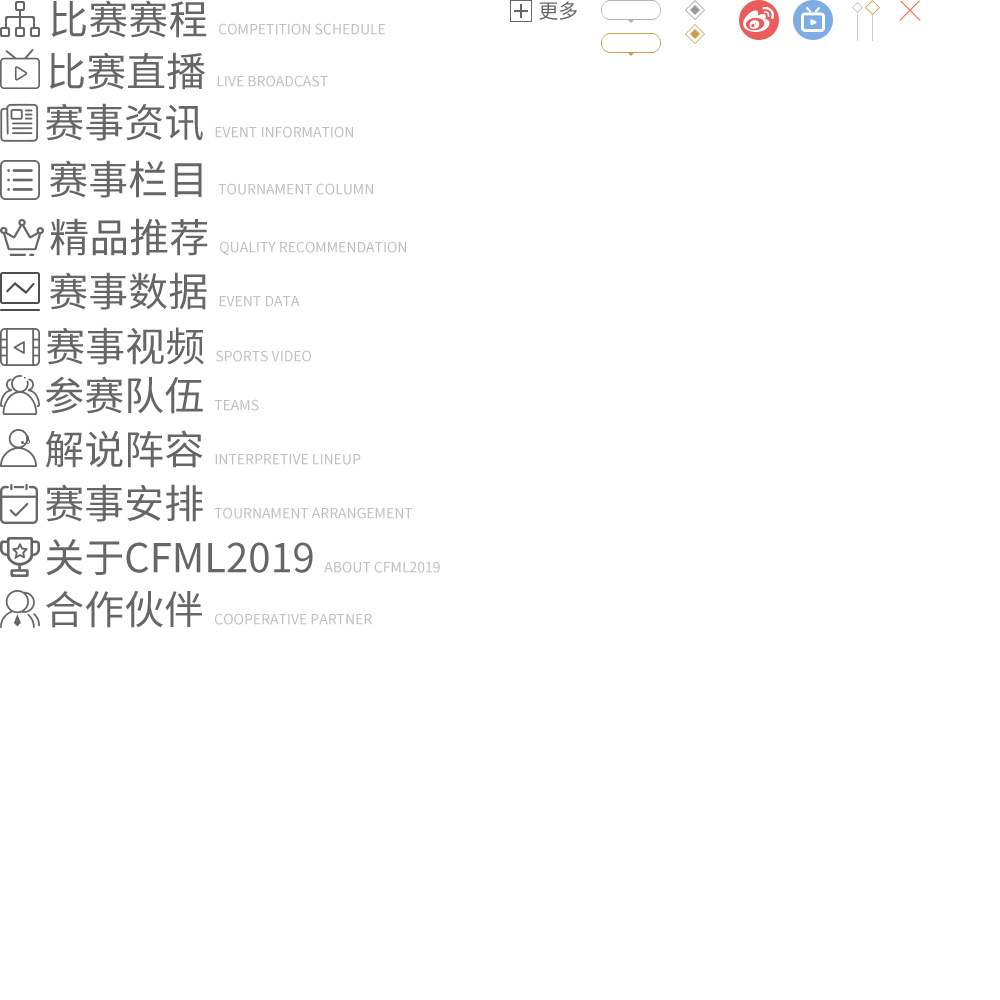 比赛赛程 COMPETITION SCHEDULE
更多
比赛直播 LIVE BROADCAST
赛事资讯 EVENT INFORMATION
赛事栏目 TOURNAMENT COLUMN
精品推荐 QUALITY RECOMMENDATION
赛事数据 EVENT DATA
赛事视频 SPORTS VIDEO
参赛队伍 TEAMS
解说阵容 INTERPRETIVE LINEUP
赛事安排 TOURNAMENT ARRANGEMENT
关于CFML2019 ABOUT CFML2019
合作伙伴 COOPERATIVE PARTNER